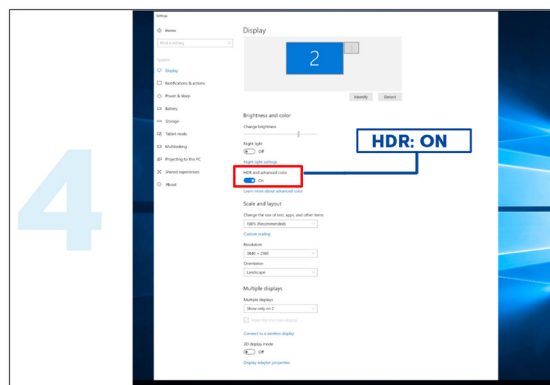 Settings
Home
Display
Find a setting
System
Display
Notifications & actions
Power & sleep
Battery
Storage
Tablet mode
Multitasking
Projecting to this PC
Shared experiences
About
2
Identify
Detect
Brightness and color
Change brightness
Night light
Off
Night light settings
HDR and advanced color
On
Learn more about advanced color
HDR: ON
4
Scale and layout
Change the size of text, apps, and other items
100% (Recommended)
Custom scaling
Resolution
3840 × 2160
Orientation
Landscape
Multiple displays
Multiple displays
Show only on 2
Connect to a wireless display
3D display mode
Off
Display adapter properties